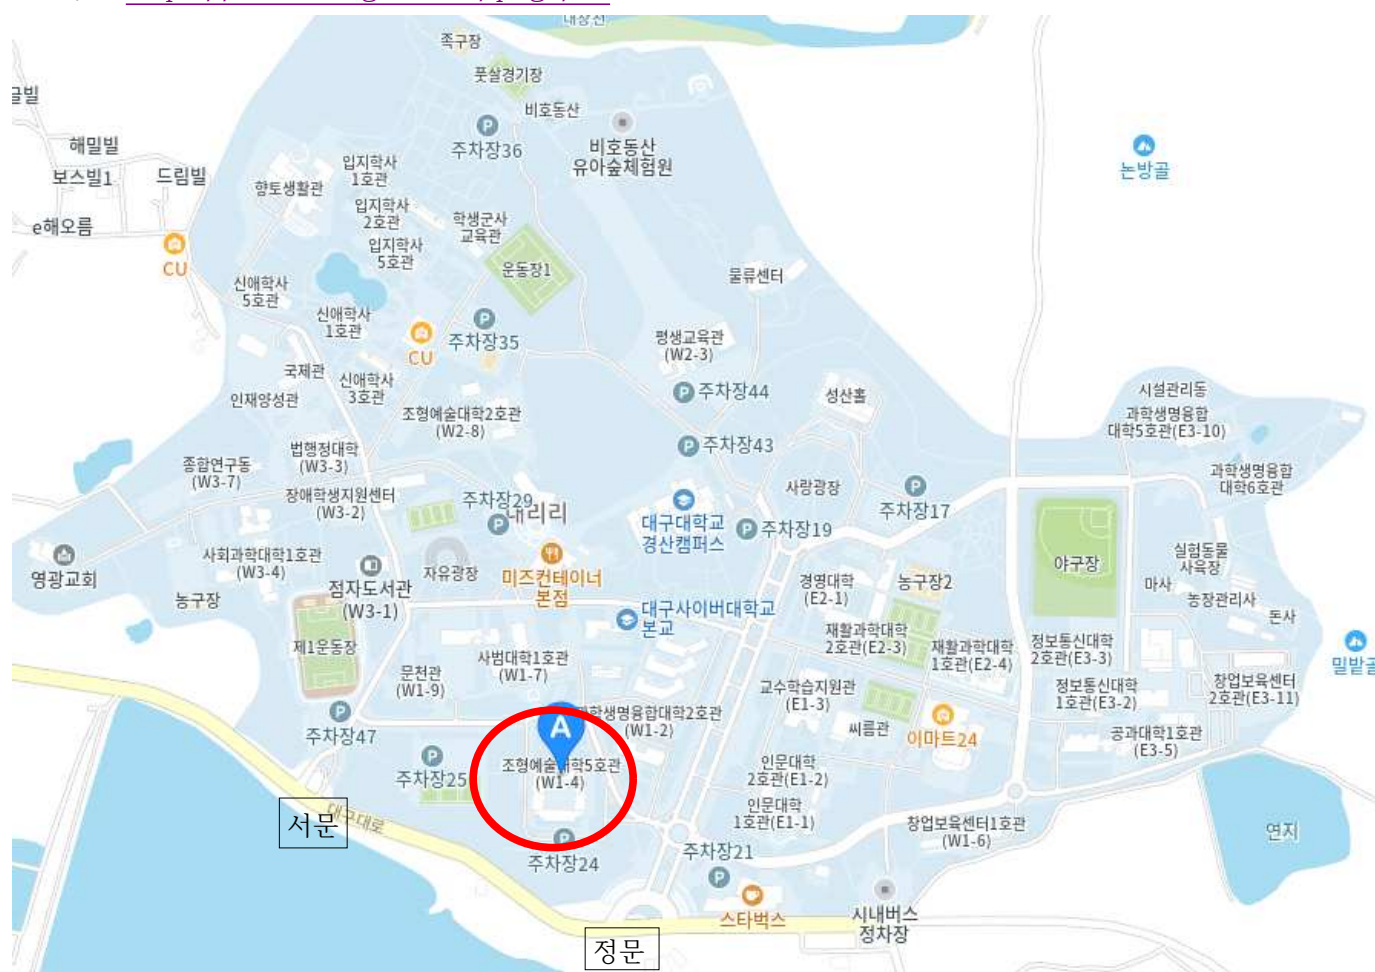 족구장
풋살경기장
비호동산
주차장36
비호동산
유아숲체험원
논방골
해밀빌
보스빌1
드림빌
e해오름
CU
향토생활관
입지학사
1호관
입지학사
2호관
입지학사
5호관
학생군사
교육관
운동장1
물류센터
신애학사
5호관
신애학사
1호관
CU
주차장35
평생교육관
(W2-3)
국제관
신애학사
3호관
인재양성관
조형예술대학2호관
(W2-8)
주차장44
성산홀
시설관리동
과학생명융합
대학5호관(E3-10)
법행정대학
(W3-3)
종합연구동
(W3-7)
장애학생지원센터
(W3-2)
주차장43
과학생명융합
대학6호관
주차장29
내리리
대구대학교
경산캠퍼스
사랑광장
주차장19
주차장17
영광교회
사회과학대학1호관
(W3-4)
농구장
점자도서관
(W3-1)
자유광장
미즈컨테이너
본점
경영대학
(E2-1)
농구장2
야구장
실험동물
사육장
마사
농장관리사
돈사
대구사이버대학교
본교
재활과학대학
2호관(E2-3)
재활과학대학
1호관(E2-4)
정보통신대학
2호관(E3-3)
밀밭골
제1운동장
문천관
(W1-9)
사범대학1호관
(W1-7)
교수학습지원관
(E1-3)
정보통신대학
1호관(E3-2)
창업보육센터
2호관(E3-11)
주차장47
A
과학생명융합대학2호관
(W1-2)
씨름관
이마트24
공과대학1호관
(E3-5)
주차장25
조형예술대학5호관
(W1-4)
인문대학
2호관(E1-2)
인문대학
1호관(E1-1)
서문
대구대로
주차장24
주차장21
창업보육센터1호관
(W1-6)
연지
스타벅스
시내버스
정차장
정문